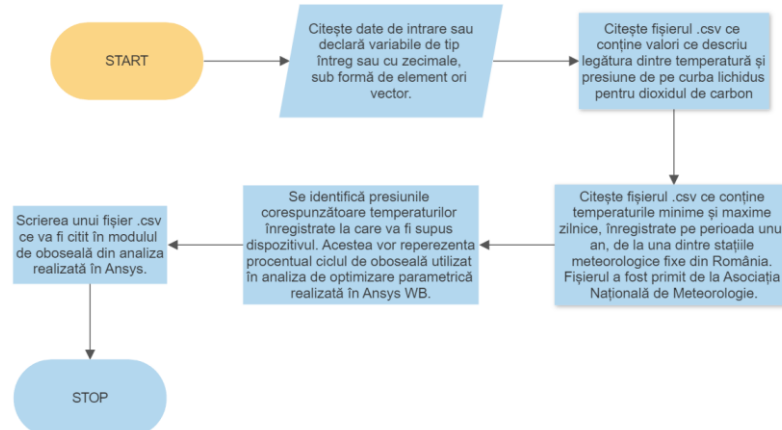 START
Citește date de intrare sau
declară variabile de tip
întreg sau cu zecimale,
sub formă de element ori
vector.
Citește fișierul .csv ce
conține valori ce descriu
legătura dintre temperatură și
presiune de pe curba lichidus
pentru dioxidul de carbon
Citește fișierul .csv ce conține
temperaturile minime și maxime
zilnice, înregistrate pe perioada unui
an, de la una dintre stațiile
meteorologice fixe din România.
Fișierul a fost primit de la Asociația
Națională de Meteorologie.
Se identifică presiunile
corespunzătoare temperaturilor
înregistrate la care va fi supus
dispozitivul. Acestea vor reperezenta
procentual ciclul de oboseală utilizat
în analiza de optimizare parametrică
realizată în Ansys WB.
Scrierea unui fișier .csv
ce va fi citit în modulul
de oboseală din analiza
realizată în Ansys.
STOP